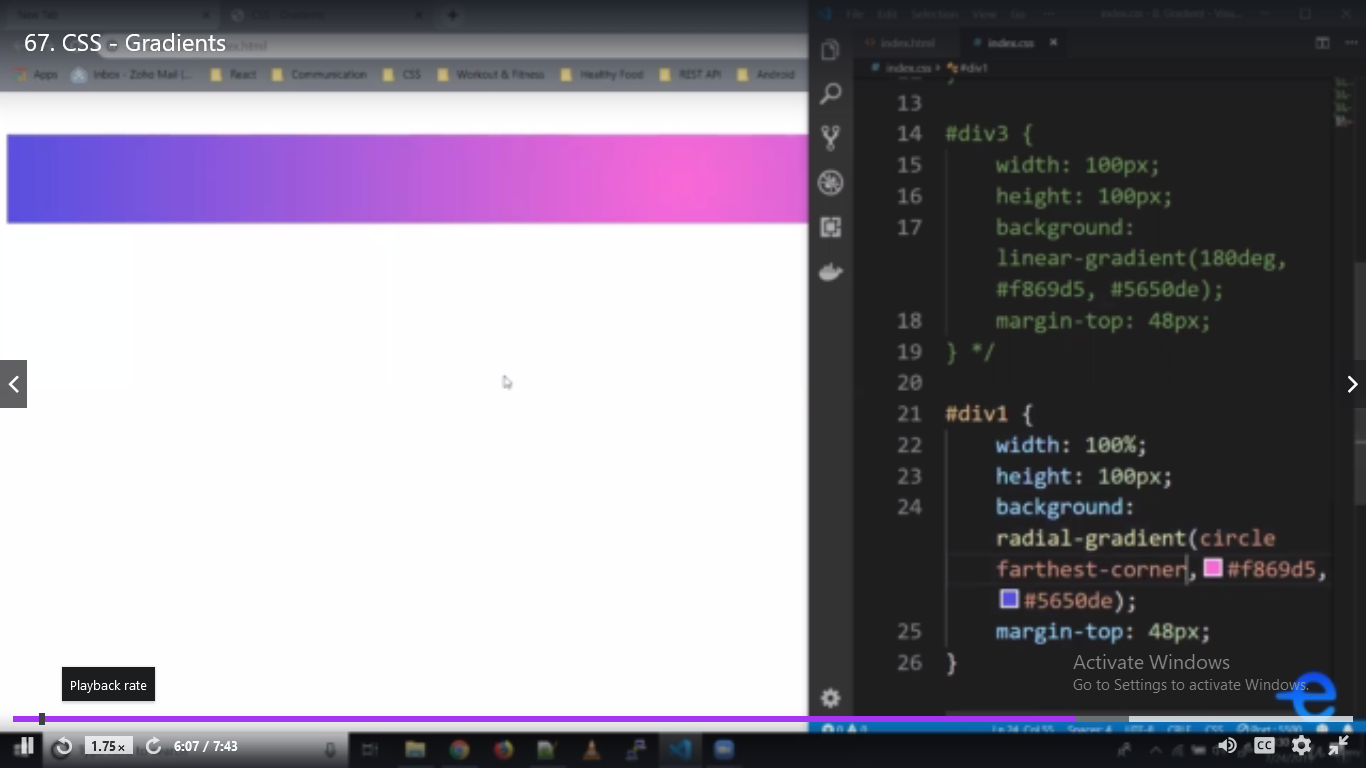 New Tab
CSS - Gradients
67. CSS - Gradients
Apps
Inbox - Zoho Mail (...
React
Communication
CSS
Workout & Fitness
Healthy Food
REST API
Android
File Edit Selection View Go
index.html
index.css
index.css > #div1
13
14 #div3 {
15 width: 100px;
16 height: 100px;
17 background:
linear-gradient(180deg,
#f869d5, #5650de);
18 margin-top: 48px;
19 } */
20
21 #div1 {
22 width: 100%;
23 height: 100px;
24 background:
radial-gradient(circle
farthest-corner, #f869d5,
#5650de);
25 margin-top: 48px;
26 }
Activate Windows
Go to Settings to activate Windows.
Playback rate
1.75x
6:07 / 7:43
CC